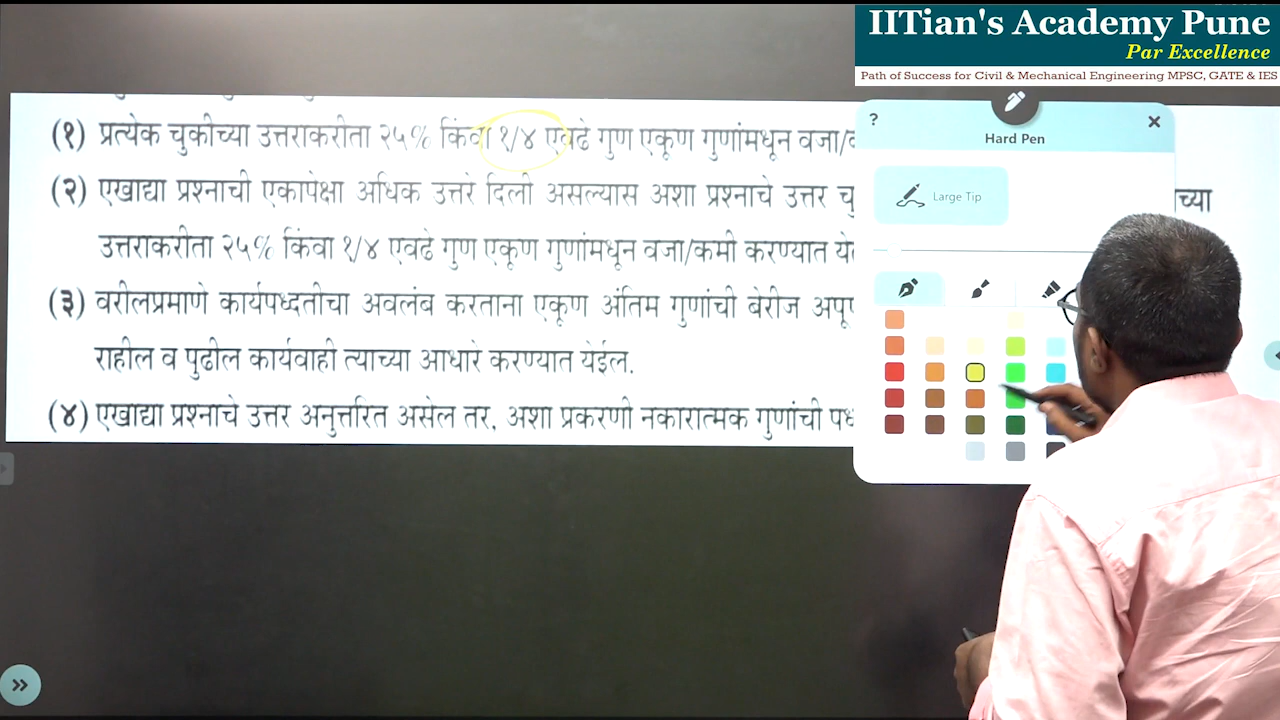 IITian's Academy Pune
Par Excellence
Path of Success for Civil & Mechanical Engineering MPSC, GATE & IES
(१) प्रत्येक चुकीच्या उत्तराकरीता २५% किंवा १/४ एवढे गुण एकूण गुणांमधून वजा/
(२) एखाद्या प्रश्नाची एकापेक्षा अधिक उत्तरे दिली असल्यास अशा प्रश्नाचे उत्तर च्या
उत्तराकरीता २५% किंवा १/४ एवढे गुण एकूण गुणांमधून वजा/कमी करण्यात
(३) वरीलप्रमाणे कार्यपध्दतीचा अवलंब करताना एकूण अंतिम गुणांची बेरीज
राहील व पुढील कार्यवाही त्याच्या आधारे करण्यात येईल.
(४) एखाद्या प्रश्नाचे उत्तर अनुत्तरित असेल तर, अशा प्रकरणी नकारात्मक गुणांची
?
Hard Pen
Large Tip